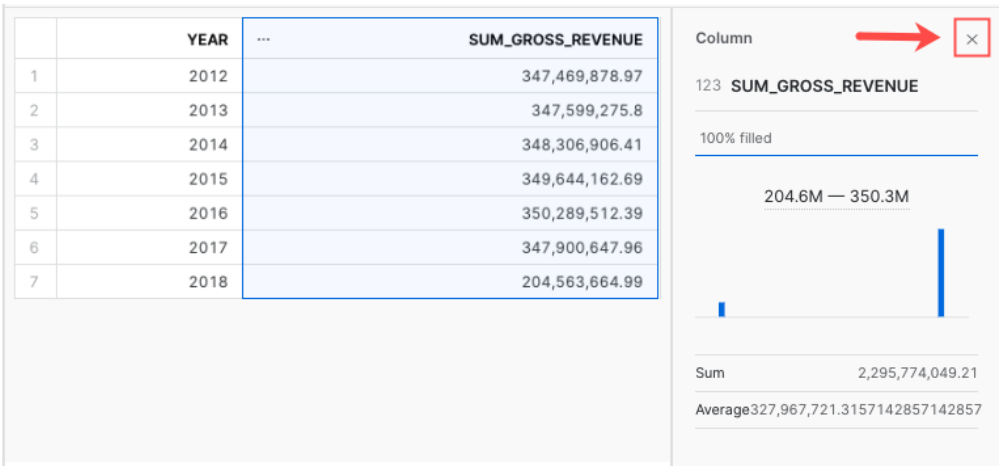 YEAR ... SUM_GROSS_REVENUE
1 2012 347,469,878.97
2 2013 347,599,275.8
3 2014 348,306,906.41
4 2015 349,644,162.69
5 2016 350,289,512.39
6 2017 347,900,647.96
7 2018 204,563,664.99
Column ×
123 SUM_GROSS_REVENUE
100% filled
204.6M — 350.3M
Sum 2,295,774,049.21
Average327,967,721.3157142857142857